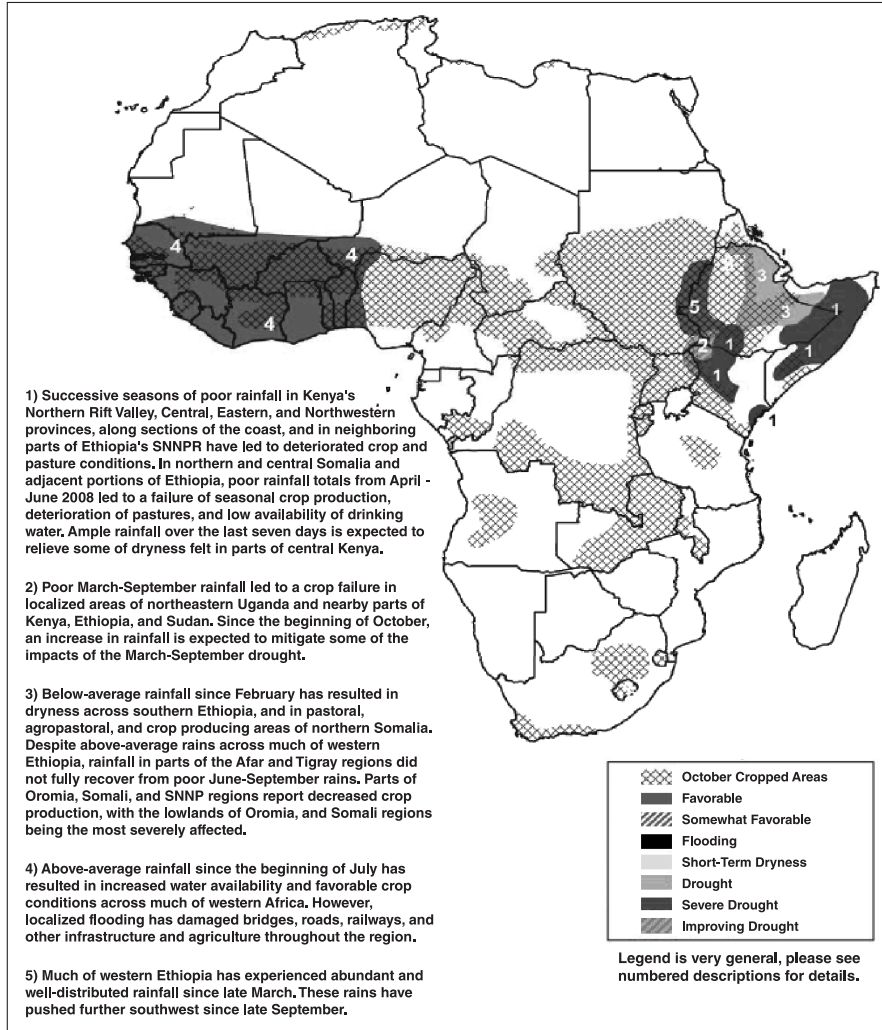 4
4
4
5
3
3
1
1
1
2
1
1
1) Successive seasons of poor rainfall in Kenya's
Northern Rift Valley, Central, Eastern, and Northwestern
provinces, along sections of the coast, and in neighboring
parts of Ethiopia's SNNPR have led to deteriorated crop and
pasture conditions. In northern and central Somalia and
adjacent portions of Ethiopia, poor rainfall totals from April -
June 2008 led to a failure of seasonal crop production,
deterioration of pastures, and low availability of drinking
water. Ample rainfall over the last seven days is expected to
relieve some of dryness felt in parts of central Kenya.
2) Poor March-September rainfall led to a crop failure in
localized areas of northeastern Uganda and nearby parts of
Kenya, Ethiopia, and Sudan. Since the beginning of October,
an increase in rainfall is expected to mitigate some of the
impacts of the March-September drought.
3) Below-average rainfall since February has resulted in
dryness across southern Ethiopia, and in pastoral,
agropastoral, and crop producing areas of northern Somalia.
Despite above-average rains across much of western
Ethiopia, rainfall in parts of the Afar and Tigray regions did
not fully recover from poor June-September rains. Parts of
Oromia, Somali, and SNNP regions report decreased crop
production, with the lowlands of Oromia, and Somali regions
being the most severely affected.
4) Above-average rainfall since the beginning of July has
resulted in increased water availability and favorable crop
conditions across much of western Africa. However,
localized flooding has damaged bridges, roads, railways, and
other infrastructure and agriculture throughout the region.
5) Much of western Ethiopia has experienced abundant and
well-distributed rainfall since late March. These rains have
pushed further southwest since late September.
October Cropped Areas
Favorable
Somewhat Favorable
Flooding
Short-Term Dryness
Drought
Severe Drought
Improving Drought
Legend is very general, please see
numbered descriptions for details.